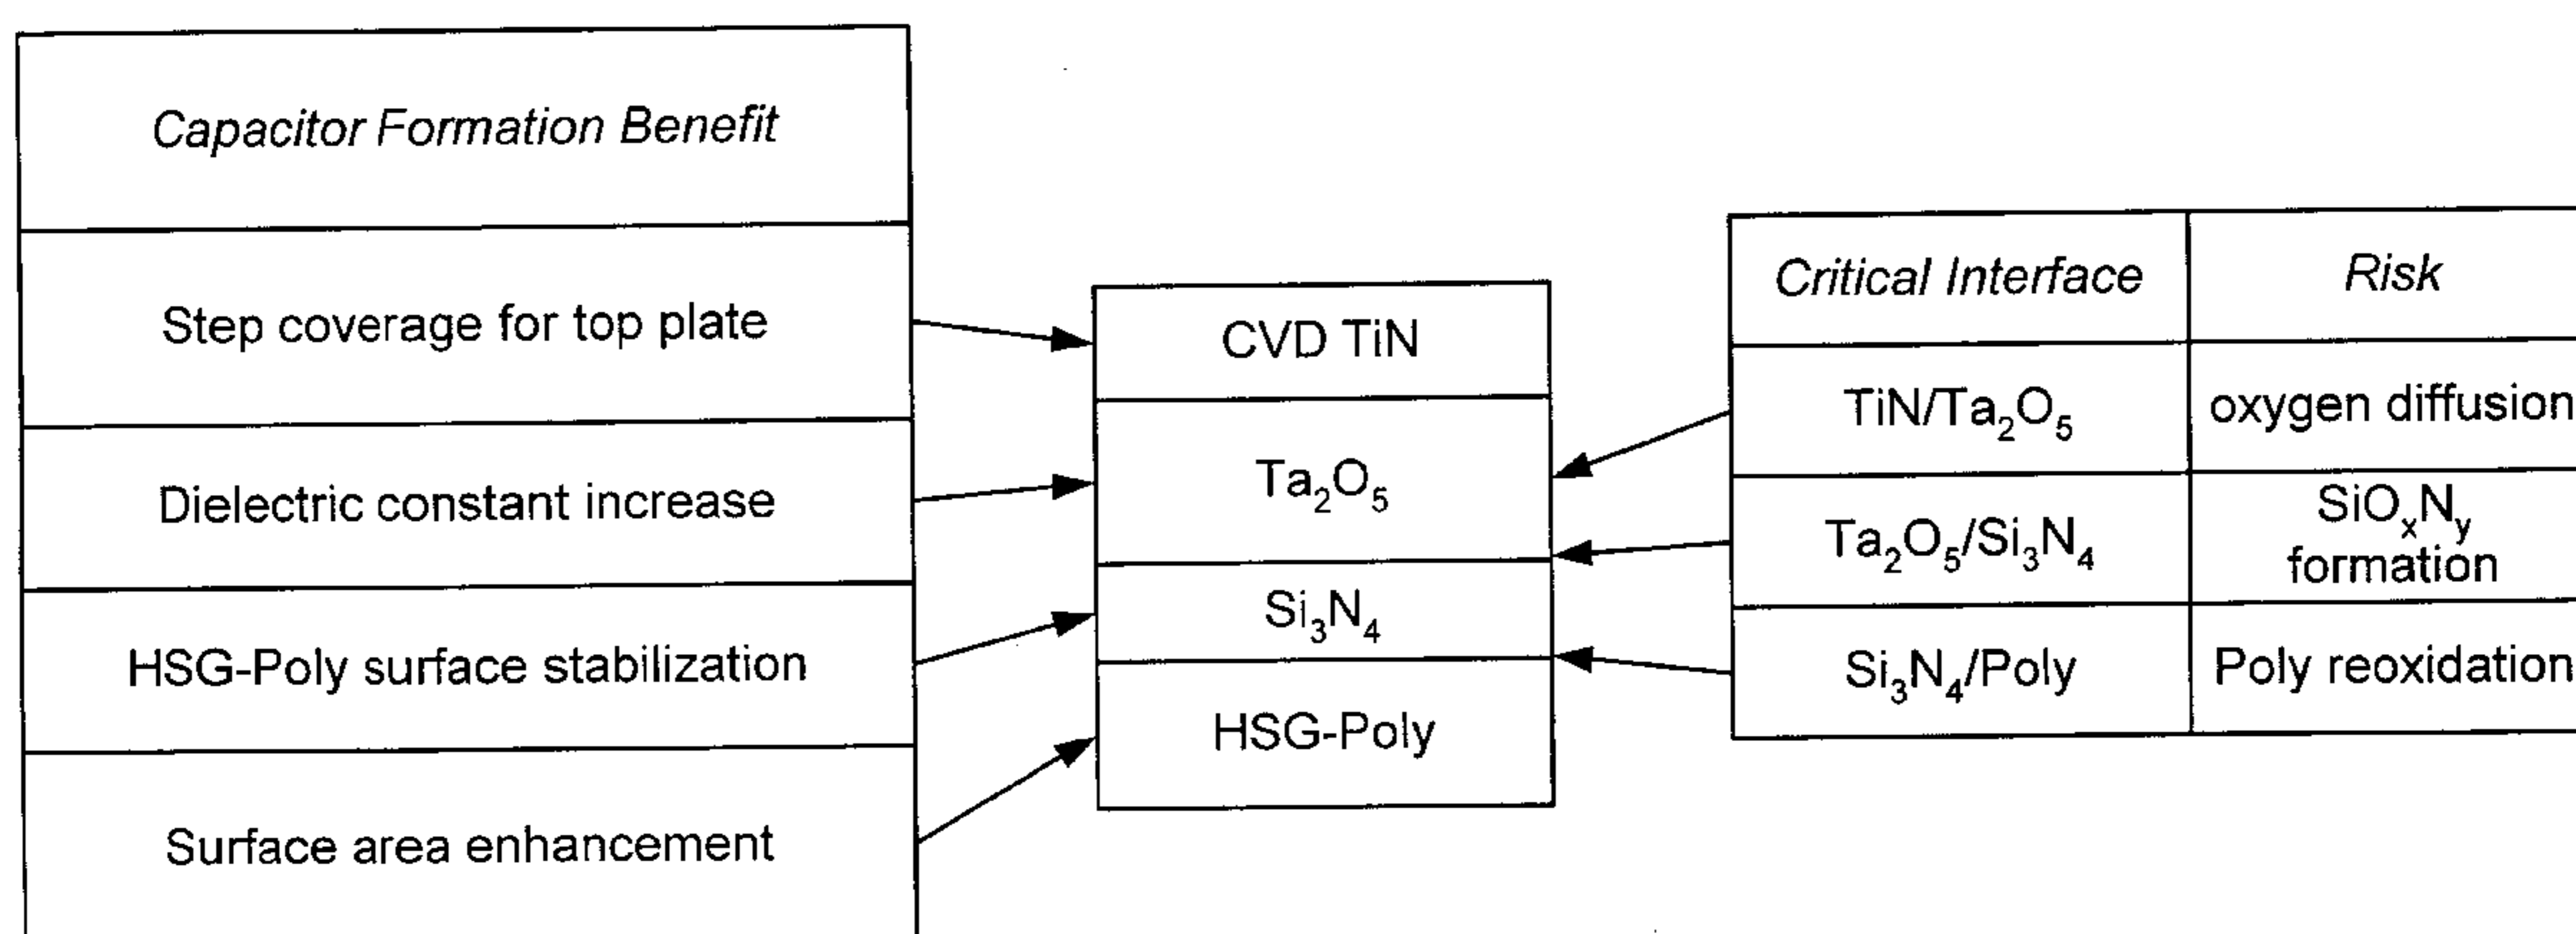 Capacitor Formation Benefit
Step coverage for top plate
Dielectric constant increase
HSG-Poly surface stabilization
Surface area enhancement
CVD TiN
Ta₂O₅
Si₃N₄
HSG-Poly
Critical Interface Risk
TiN/Ta₂O₅ oxygen diffusion
Ta₂O₅/Si₃N₄ SiOₓNᵧ
formation
Si₃N₄/Poly Poly reoxidation